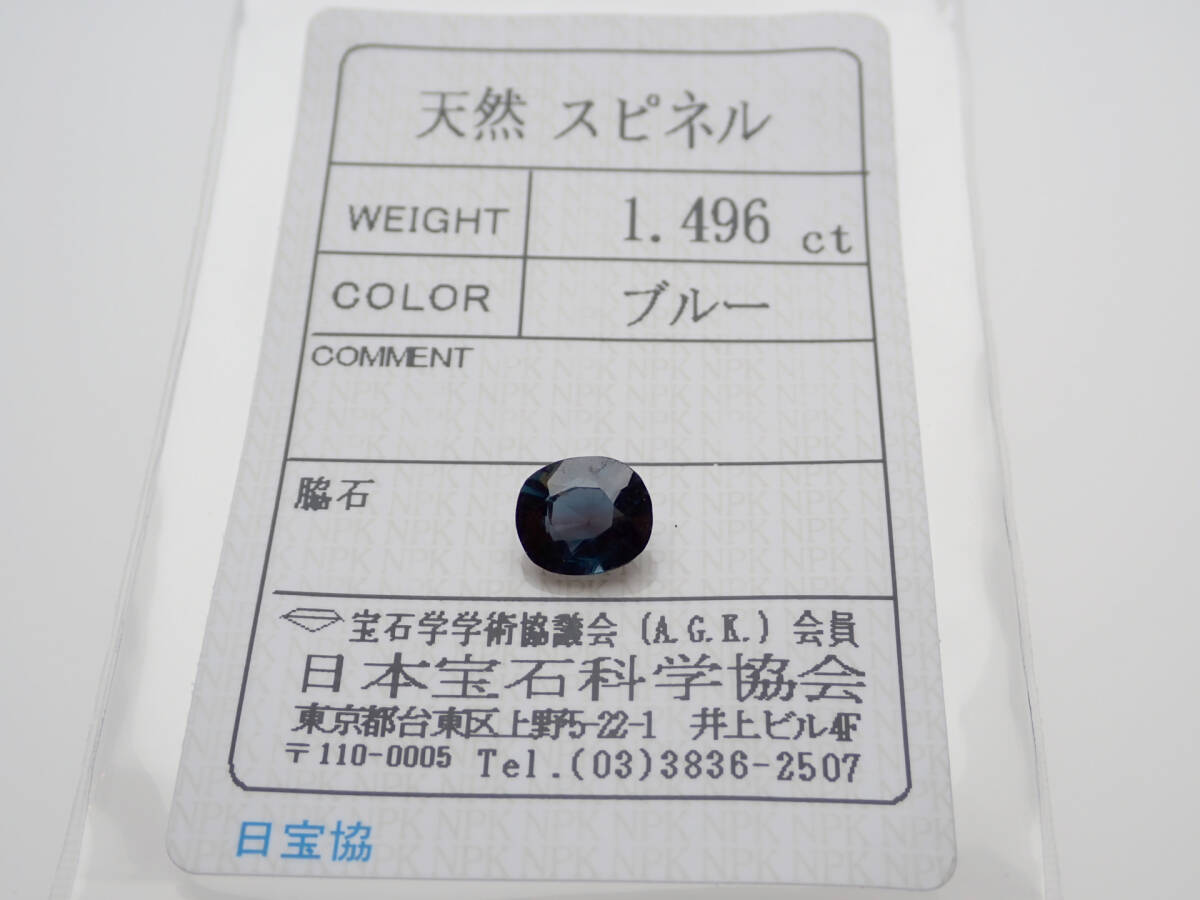 天然 スピネル
WEIGHT 1.496 ct
COLOR ブルー
COMMENT
脇石
宝石学学術協議会 (A.G.K.) 会員
日本宝石科学協会
東京都台東区上野5-22-1 井上ビル4F
〒110-0005 Tel.(03)3836-2507
日宝協